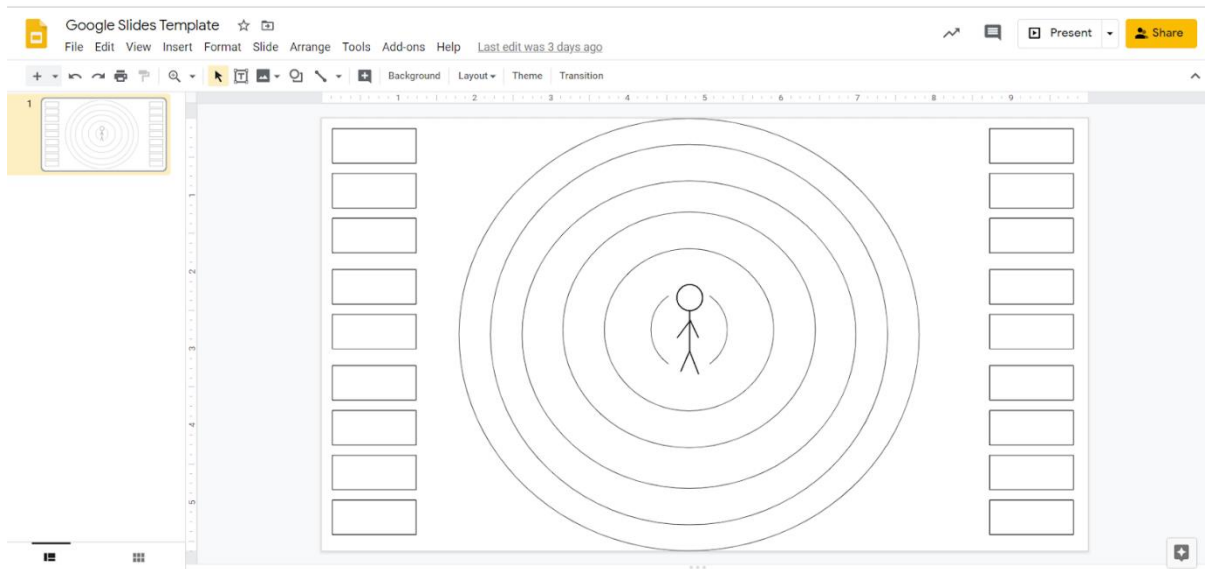 Google Slides Template
File Edit View Insert Format Slide Arrange Tools Add-ons Help Last edit was 3 days ago
Present
Share
Background Layout Theme Transition
1 2 3 4 5 6 7 8 9
1
1
2
3
4
5